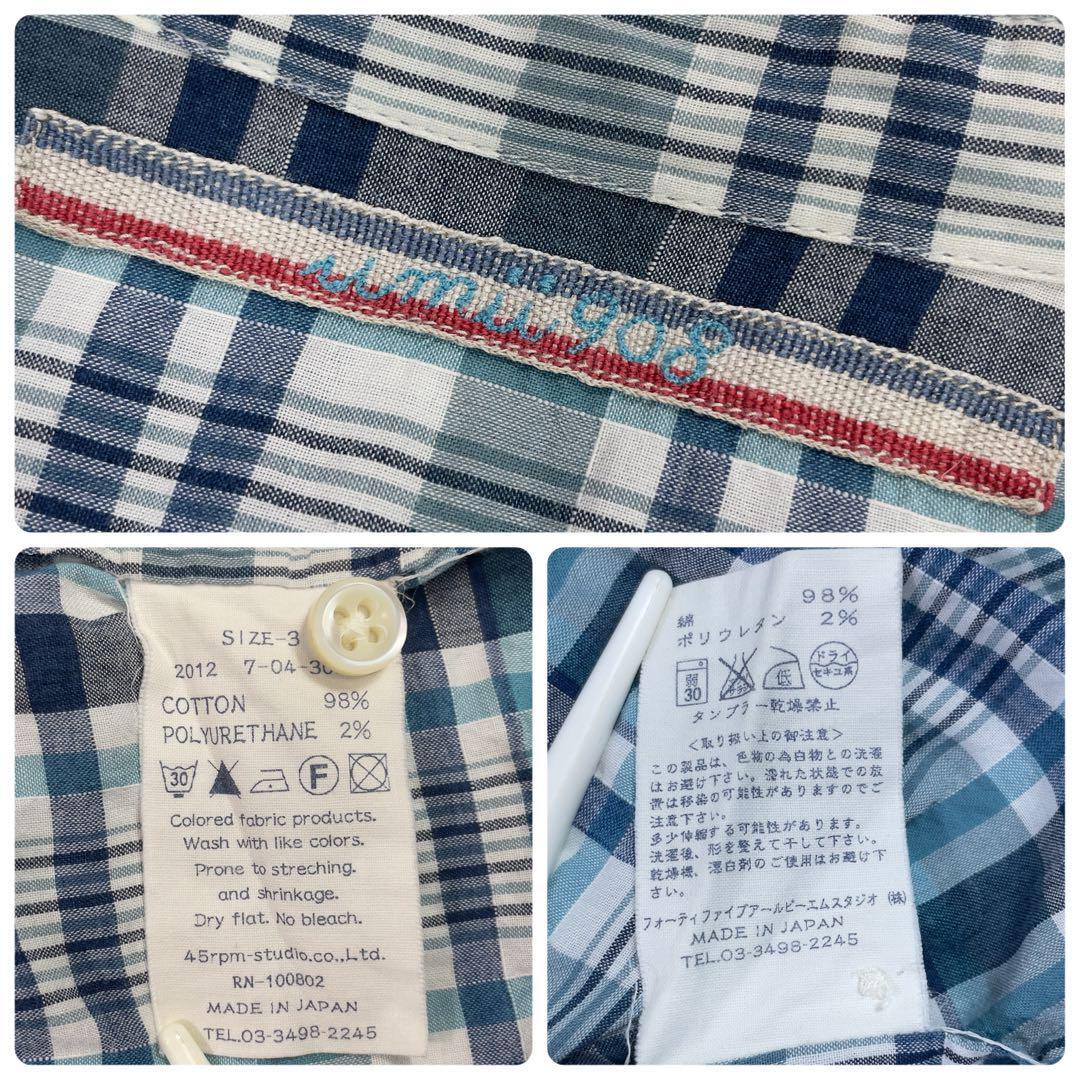 ssmii·908
SIZE-3
2012 7-04-30
COTTON 98%
POLYURETHANE 2%
30
F
Colored fabric products.
Wash with like colors.
Prone to streching.
and shrinkage.
Dry flat. No bleach.
45rpm-studio.co.,Ltd.
RN-100802
MADE IN JAPAN
TEL.03-3498-2245
綿 98%
ポリウレタン 2%
弱 30 エンソサラシ 低 ドライ セキユ系
タンブラー乾燥禁止
<取り扱い上の御注意>
この製品は、色物の為白物との洗濯
はお避け下さい。濡れた状態での放
置は移染の可能性がありますのでご
注意下さい。
多少伸縮する可能性があります。
洗濯後、形を整えて干して下さい。
乾燥機、漂白剤のご使用はお避け下
さい。
フォーティファイブアールピーエムスタジオ (株)
MADE IN JAPAN
TEL.03-3498-2245